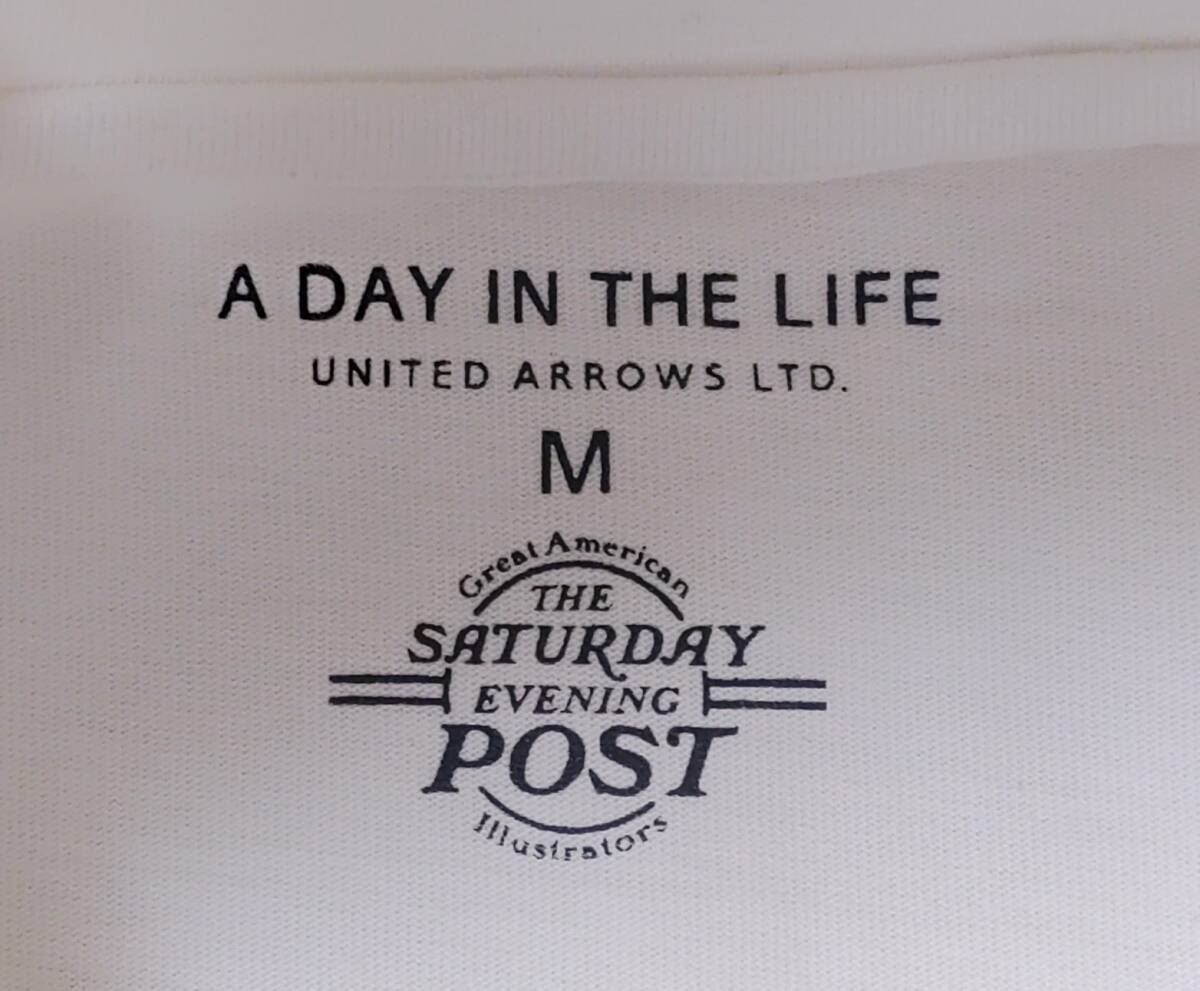 A DAY IN THE LIFE
UNITED ARROWS LTD.
M
Great American
THE
SATURDAY
EVENING
POST
Illustrators